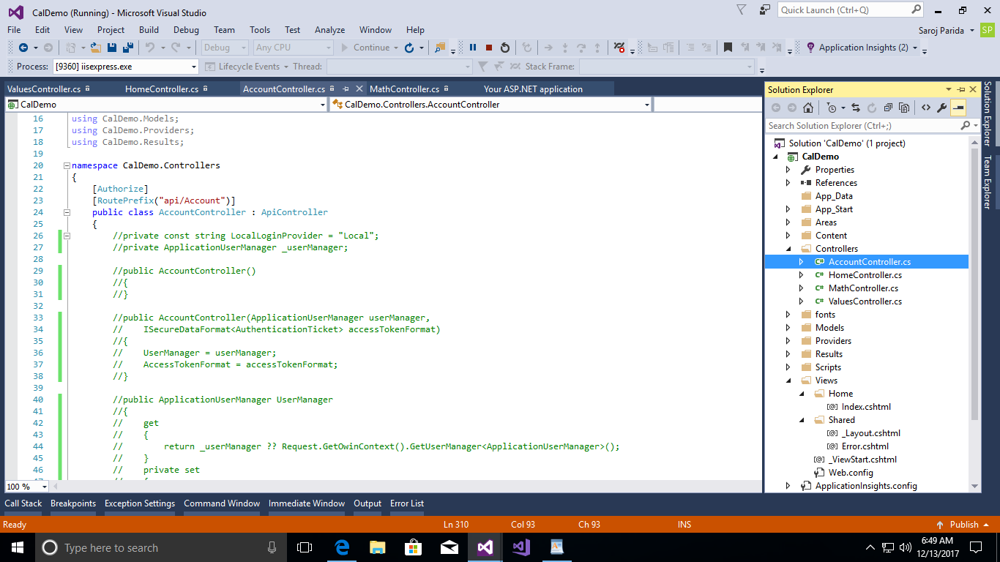 CalDemo (Running) - Microsoft Visual Studio
Quick Launch (Ctrl+Q)
File Edit View Project Build Debug Team Tools Test Analyze Window Help
Saroj Parida SP
Debug Any CPU Continue Application Insights (2)
Process: [9360] iisexpress.exe Lifecycle Events Thread: Stack Frame:
ValuesController.cs HomeController.cs AccountController.cs MathController.cs Your ASP.NET application
CalDemo CalDemo.Controllers.AccountController
16 using CalDemo.Models;
17 using CalDemo.Providers;
18 using CalDemo.Results;
19
20 namespace CalDemo.Controllers
21 {
22 [Authorize]
23 [RoutePrefix("api/Account")]
24 public class AccountController : ApiController
25 {
26 //private const string LocalLoginProvider = "Local";
27 //private ApplicationUserManager _userManager;
28
29 //public AccountController()
30 //{
31 //}
32
33 //public AccountController(ApplicationUserManager userManager,
34 // ISecureDataFormat<AuthenticationTicket> accessTokenFormat)
35 //{
36 // UserManager = userManager;
37 // AccessTokenFormat = accessTokenFormat;
38 //}
39
40 //public ApplicationUserManager UserManager
41 //{
42 // get
43 // {
44 // return _userManager ?? Request.GetOwinContext().GetUserManager<ApplicationUserManager>();
45 // }
46 // private set
100 %
Solution Explorer
Search Solution Explorer (Ctrl+;)
Solution 'CalDemo' (1 project)
CalDemo
Properties
References
App_Data
App_Start
Areas
Content
Controllers
C# AccountController.cs
C# HomeController.cs
C# MathController.cs
C# ValuesController.cs
fonts
Models
Providers
Results
Scripts
Views
Home
[@] Index.cshtml
Shared
[@] _Layout.cshtml
[@] Error.cshtml
[@] _ViewStart.cshtml
Web.config
ApplicationInsights.config
Solution Explorer
Team Explorer
Call Stack Breakpoints Exception Settings Command Window Immediate Window Output Error List
Ready Ln 310 Col 93 Ch 93 INS Publish
Type here to search
6:49 AM
12/13/2017